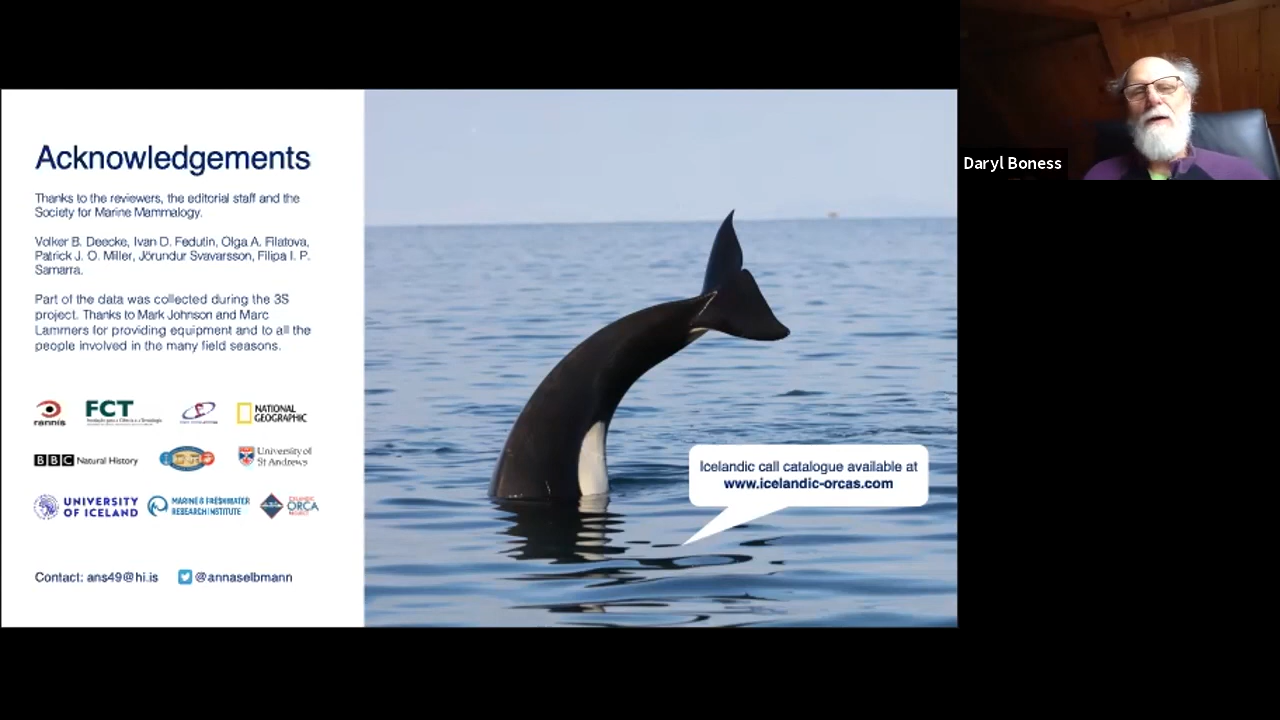 Acknowledgements
Thanks to the reviewers, the editorial staff and the
Society for Marine Mammalogy.
Volker B. Deecke, Ivan D. Fedutin, Olga A. Filatova,
Patrick J. O. Miller, Jörundur Svavarsson, Filipa I. P.
Samarra.
Part of the data was collected during the 3S
project. Thanks to Mark Johnson and Marc
Lammers for providing equipment and to all the
people involved in the many field seasons.
rannís
FCT
NATIONAL
GEOGRAPHIC
BBC Natural History
University of
St Andrews
UNIVERSITY
OF ICELAND
MARINE & FRESHWATER
RESEARCH INSTITUTE
ICELANDIC
ORCA
PROJECT
Contact: ans49@hi.is
@annaselbmann
Icelandic call catalogue available at
www.icelandic-orcas.com
Daryl Boness